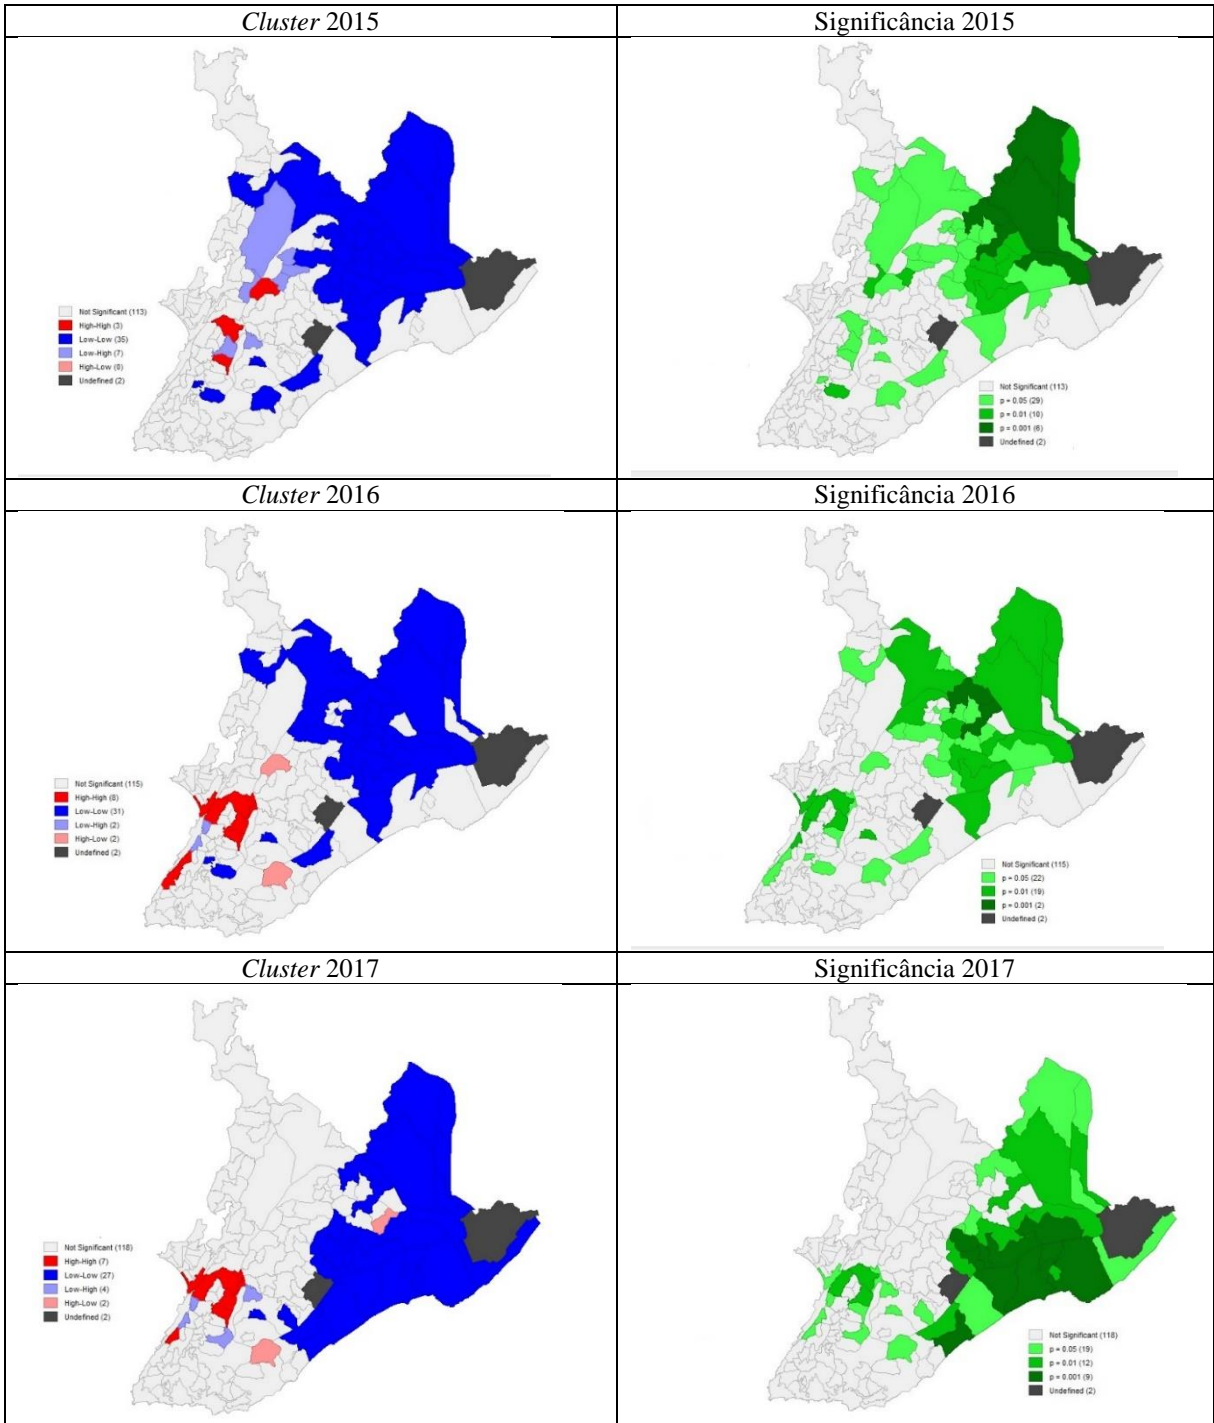 Cluster 2015
Significância 2015
Not Significant (113)
High-High (3)
Low-Low (35)
Low-High (7)
High-Low (0)
Undefined (2)
Not Significant (113)
p = 0.05 (29)
p = 0.01 (10)
p = 0.001 (6)
Undefined (2)
Cluster 2016
Significância 2016
Not Significant (115)
High-High (8)
Low-Low (31)
Low-High (2)
High-Low (2)
Undefined (2)
Not Significant (115)
p = 0.05 (22)
p = 0.01 (19)
p = 0.001 (2)
Undefined (2)
Cluster 2017
Significância 2017
Not Significant (118)
High-High (7)
Low-Low (27)
Low-High (4)
High-Low (2)
Undefined (2)
Not Significant (118)
p = 0.05 (19)
p = 0.01 (12)
p = 0.001 (9)
Undefined (2)